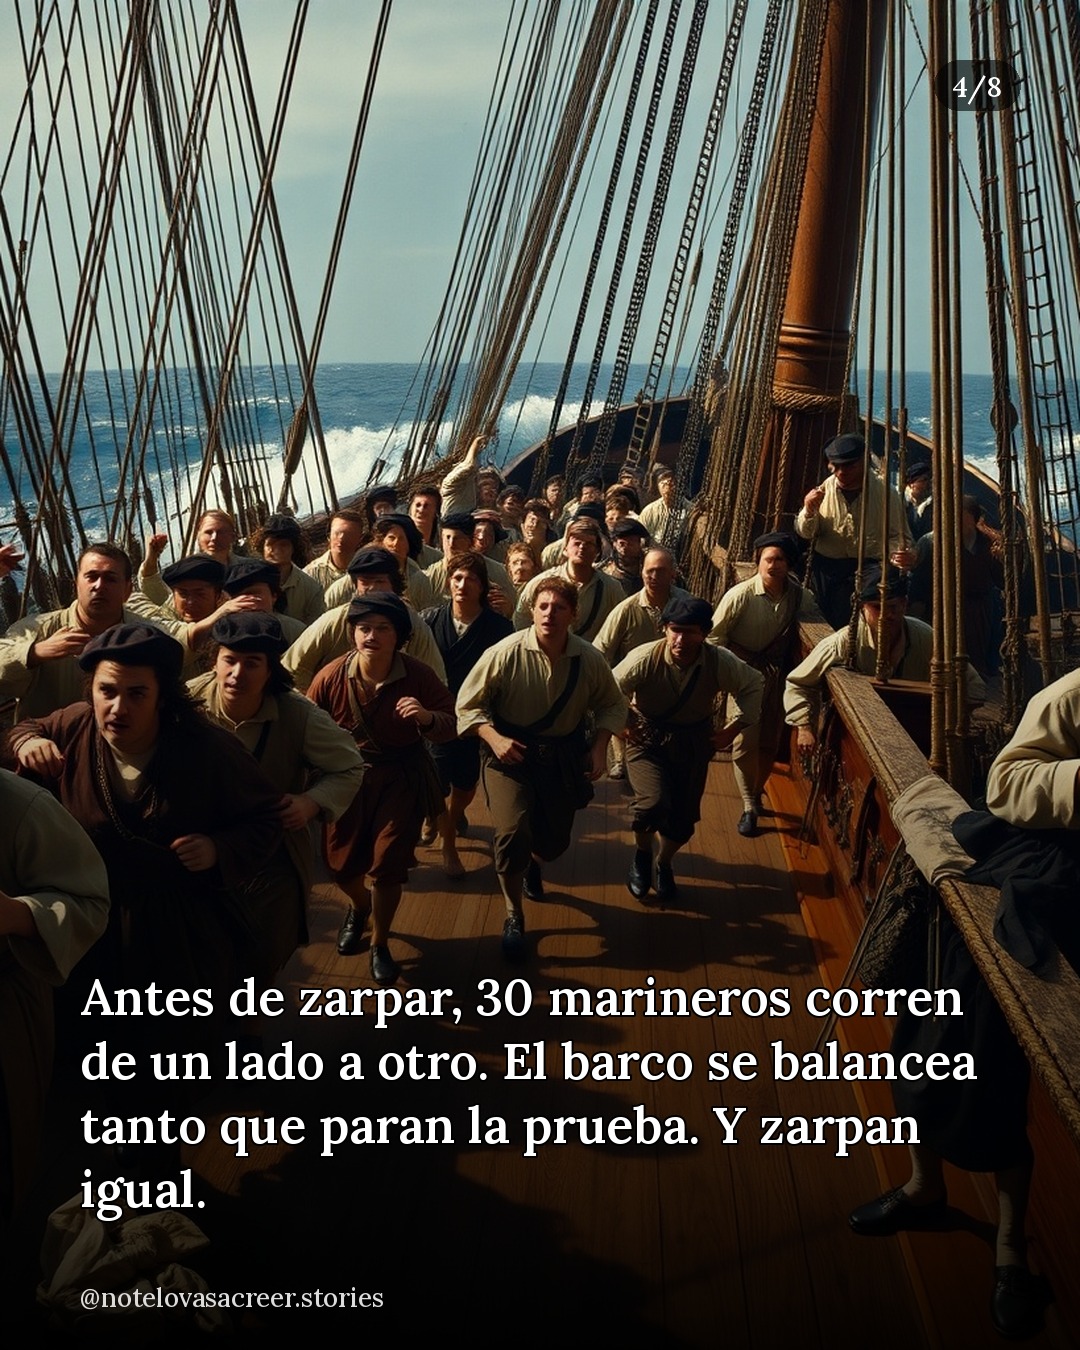 4/8
Antes de zarpar, 30 marineros corren
de un lado a otro. El barco se balancea
tanto que paran la prueba. Y zarpan
igual.
@notelovasacreer.stories